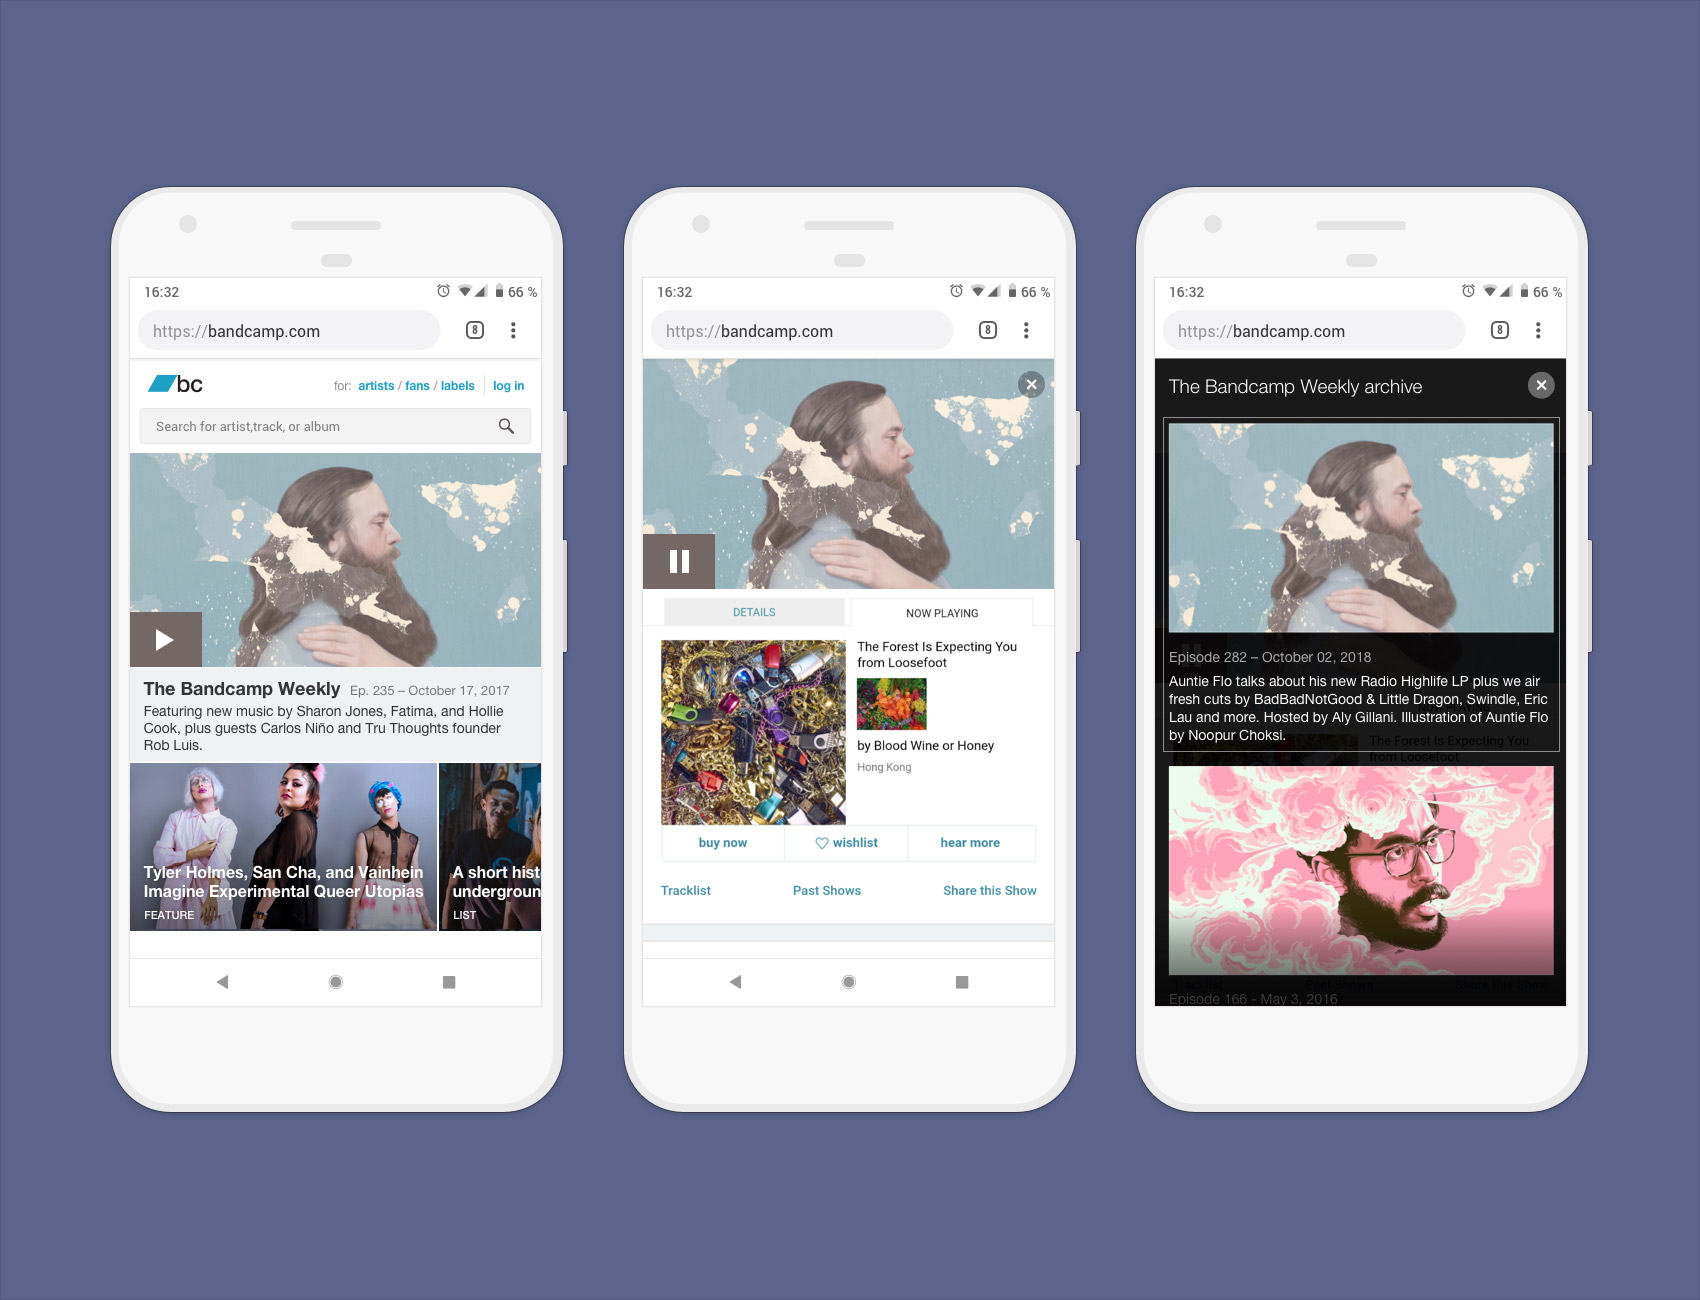 16:32
66 %
https://bandcamp.com
8
bc
for: artists / fans / labels
log in
Search for artist,track, or album
The Bandcamp Weekly Ep. 235 – October 17, 2017
Featuring new music by Sharon Jones, Fatima, and Hollie
Cook, plus guests Carlos Niño and Tru Thoughts founder
Rob Luis.
Tyler Holmes, San Cha, and Vainhein
Imagine Experimental Queer Utopias
FEATURE
A short hist
undergroun
LIST
16:32
66 %
https://bandcamp.com
8
DETAILS
NOW PLAYING
The Forest Is Expecting You
from Loosefoot
by Blood Wine or Honey
Hong Kong
buy now
wishlist
hear more
Tracklist
Past Shows
Share this Show
16:32
66 %
https://bandcamp.com
8
The Bandcamp Weekly archive
Episode 282 – October 02, 2018
Auntie Flo talks about his new Radio Highlife LP plus we air
fresh cuts by BadBadNotGood & Little Dragon, Swindle, Eric
Lau and more. Hosted by Aly Gillani. Illustration of Auntie Flo
by Noopur Choksi.
The Forest Is Expecting You
from Loosefoot
Tracklist
Past Shows
Share this Show
Episode 166 - May 3, 2016